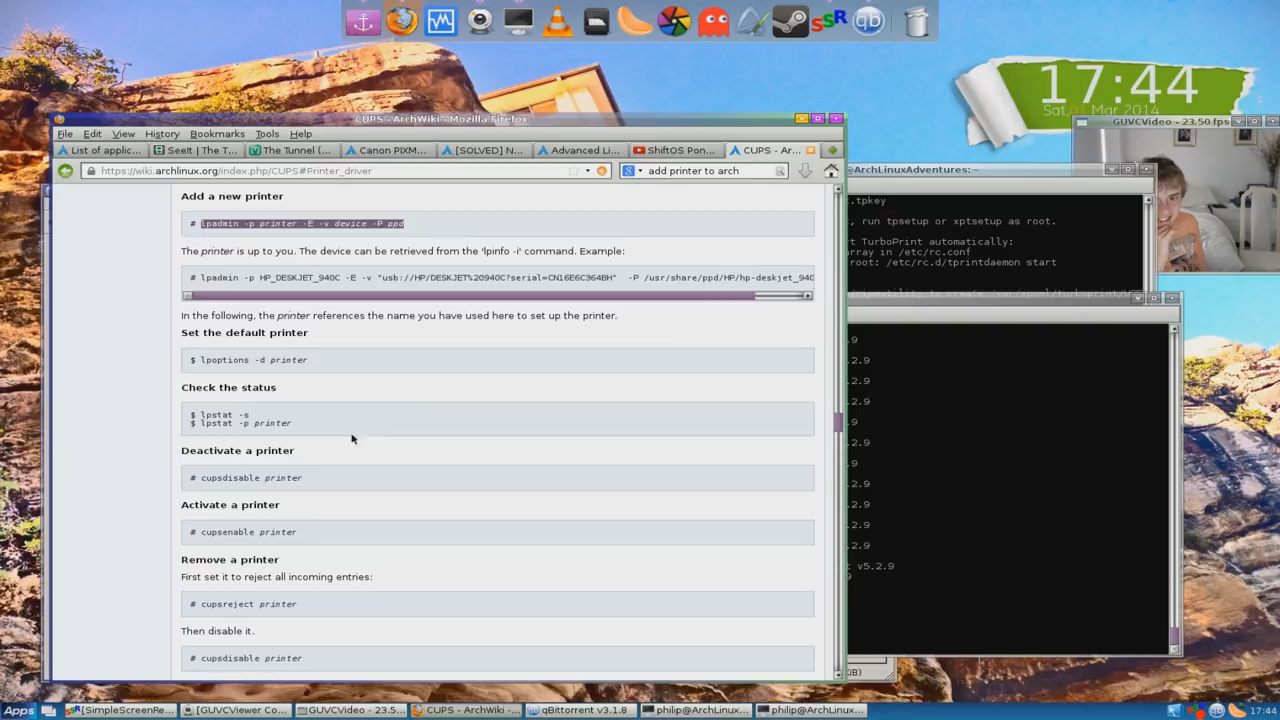 SSR
qb
17:44
Sat, 01 Mar 2014
CUPS - ArchWiki - Mozilla Firefox
File Edit View History Bookmarks Tools Help
List of applic...
SeeIt | The T...
The Tunnel (...
Canon PIXM...
[SOLVED] N...
Advanced Li...
ShiftOS Pon...
CUPS - Ar...
https://wiki.archlinux.org/index.php/CUPS#Printer_driver
add printer to arch
Add a new printer
# lpadmin -p printer -E -v device -P ppd
The printer is up to you. The device can be retrieved from the 'lpinfo -i' command. Example:
# lpadmin -p HP_DESKJET_940C -E -v "usb://HP/DESKJET%20940C?serial=CN16E6C364BH" -P /usr/share/ppd/HP/hp-deskjet_940
In the following, the printer references the name you have used here to set up the printer.
Set the default printer
$ lpoptions -d printer
Check the status
$ lpstat -s
$ lpstat -p printer
Deactivate a printer
# cupsdisable printer
Activate a printer
# cupsenable printer
Remove a printer
First set it to reject all incoming entries:
# cupsreject printer
Then disable it.
# cupsdisable printer
GUVCVideo - 23.50 fps
@ArchLinuxAdventures:~
.tpkey
, run tpsetup or xptsetup as root.
t TurboPrint automatically:
array in /etc/rc.conf
root: /etc/rc.d/tprintdaemon start
.9
.2.9
.2.9
.2.9
.9
.2.9
.9
.2.9
.2.9
.2.9
.2.9
v5.2.9
9
Apps
[SimpleScreenRe...
[GUVCViewer Co...
GUVCVideo - 23.5...
CUPS - ArchWiki -...
qBittorrent v3.1.8
philip@ArchLinux...
philip@ArchLinux...
17:44